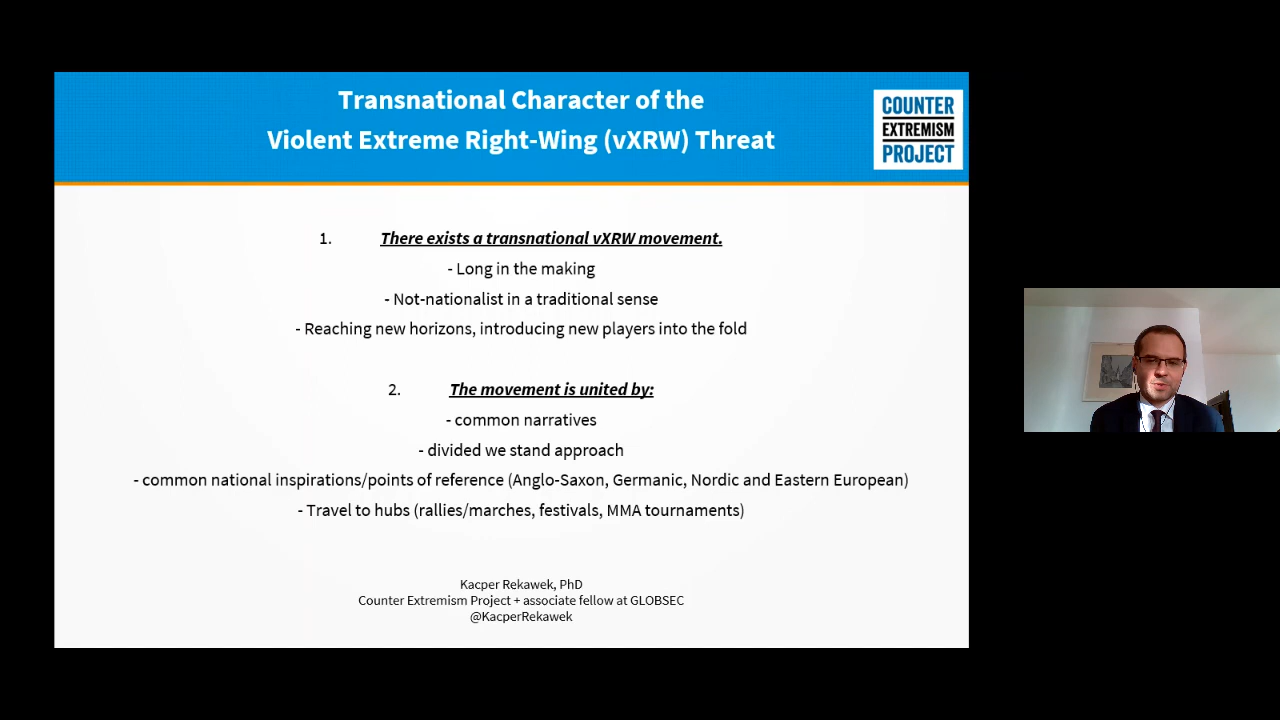 Transnational Character of the
Violent Extreme Right-Wing (vXRW) Threat
COUNTER
EXTREMISM
PROJECT
1. There exists a transnational vXRW movement.
- Long in the making
- Not-nationalist in a traditional sense
- Reaching new horizons, introducing new players into the fold
2. The movement is united by:
- common narratives
- divided we stand approach
- common national inspirations/points of reference (Anglo-Saxon, Germanic, Nordic and Eastern European)
- Travel to hubs (rallies/marches, festivals, MMA tournaments)
Kacper Rekawek, PhD
Counter Extremism Project + associate fellow at GLOBSEC
@KacperRekawek